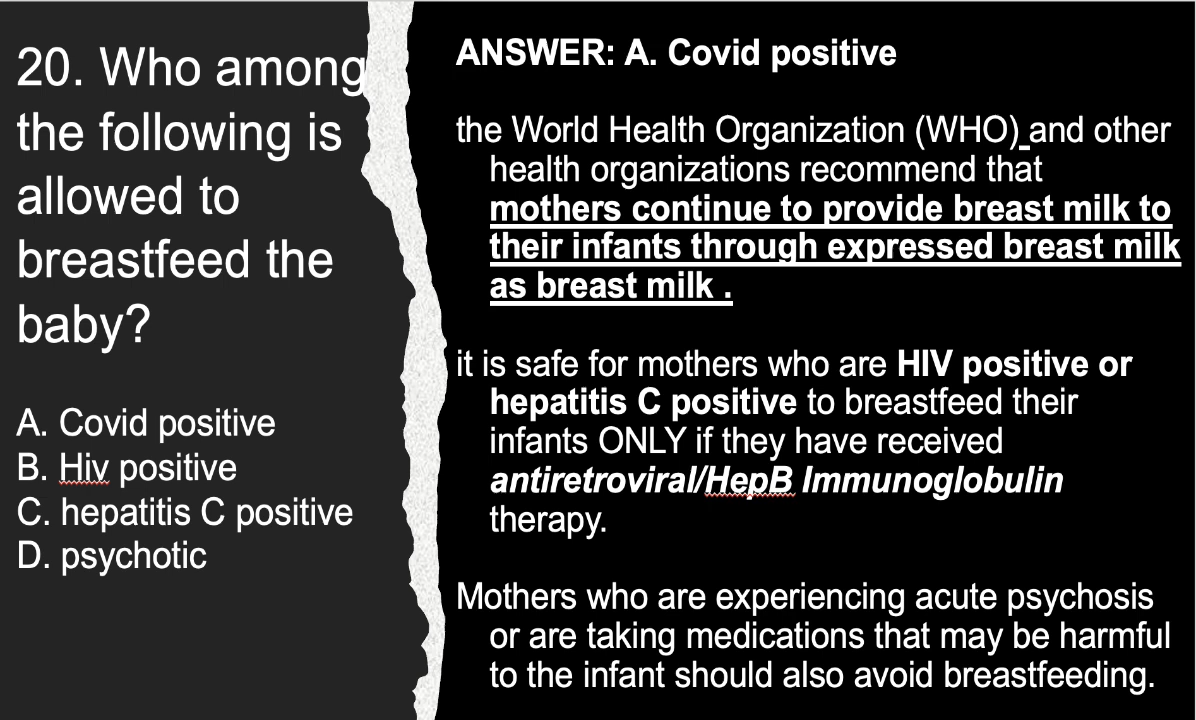 20. Who among
the following is
allowed to
breastfeed the
baby?
A. Covid positive
B. Hiv positive
C. hepatitis C positive
D. psychotic
ANSWER: A. Covid positive
the World Health Organization (WHO) and other
health organizations recommend that
mothers continue to provide breast milk to
their infants through expressed breast milk
as breast milk .
it is safe for mothers who are HIV positive or
hepatitis C positive to breastfeed their
infants ONLY if they have received
antiretroviral/HepB Immunoglobulin
therapy.
Mothers who are experiencing acute psychosis
or are taking medications that may be harmful
to the infant should also avoid breastfeeding.